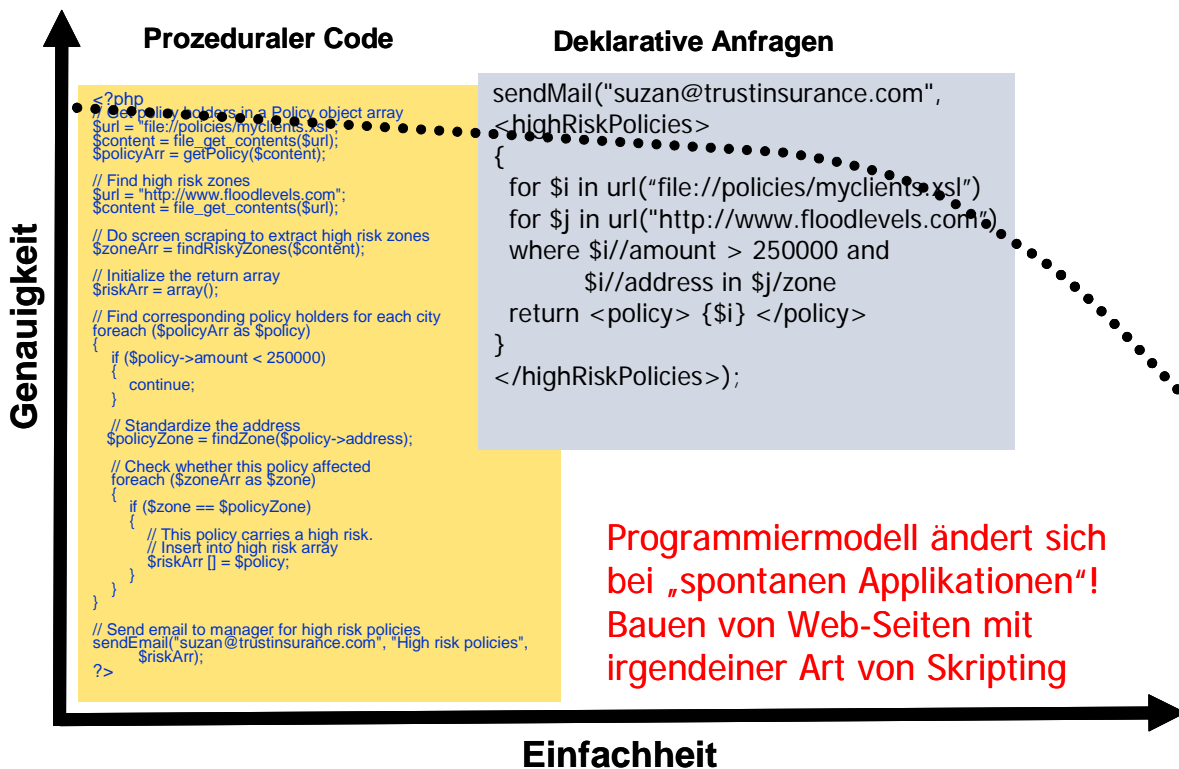 Prozeduraler Code
Deklarative Anfragen
Genauigkeit
<?php
// Get policy holders in a Policy object array
$url = "file://policies/myclients.xsl";
$content = file_get_contents($url);
$policyArr = getPolicy($content);
// Find high risk zones
$url = "http://www.floodlevels.com";
$content = file_get_contents($url);
// Do screen scraping to extract high risk zones
$zoneArr = findRiskyZones($content);
// Initialize the return array
$riskArr = array();
// Find corresponding policy holders for each city
foreach ($policyArr as $policy)
{
if ($policy->amount < 250000)
{
continue;
}
// Standardize the address
$policyZone = findZone($policy->address);
// Check whether this policy affected
foreach ($zoneArr as $zone)
{
if ($zone == $policyZone)
{
// This policy carries a high risk.
// Insert into high risk array
$riskArr [] = $policy;
}
}
}
// Send email to manager for high risk policies
sendEmail("suzan@trustinsurance.com", "High risk policies",
$riskArr);
?>
sendMail("suzan@trustinsurance.com",
<highRiskPolicies>
{
for $i in url(“file://policies/myclients.xsl”)
for $j in url("http://www.floodlevels.com")
where $i//amount > 250000 and
$i//address in $j/zone
return <policy> {$i} </policy>
}
</highRiskPolicies>);
Programmiermodell ändert sich
bei „spontanen Applikationen“!
Bauen von Web-Seiten mit
irgendeiner Art von Skripting
Einfachheit